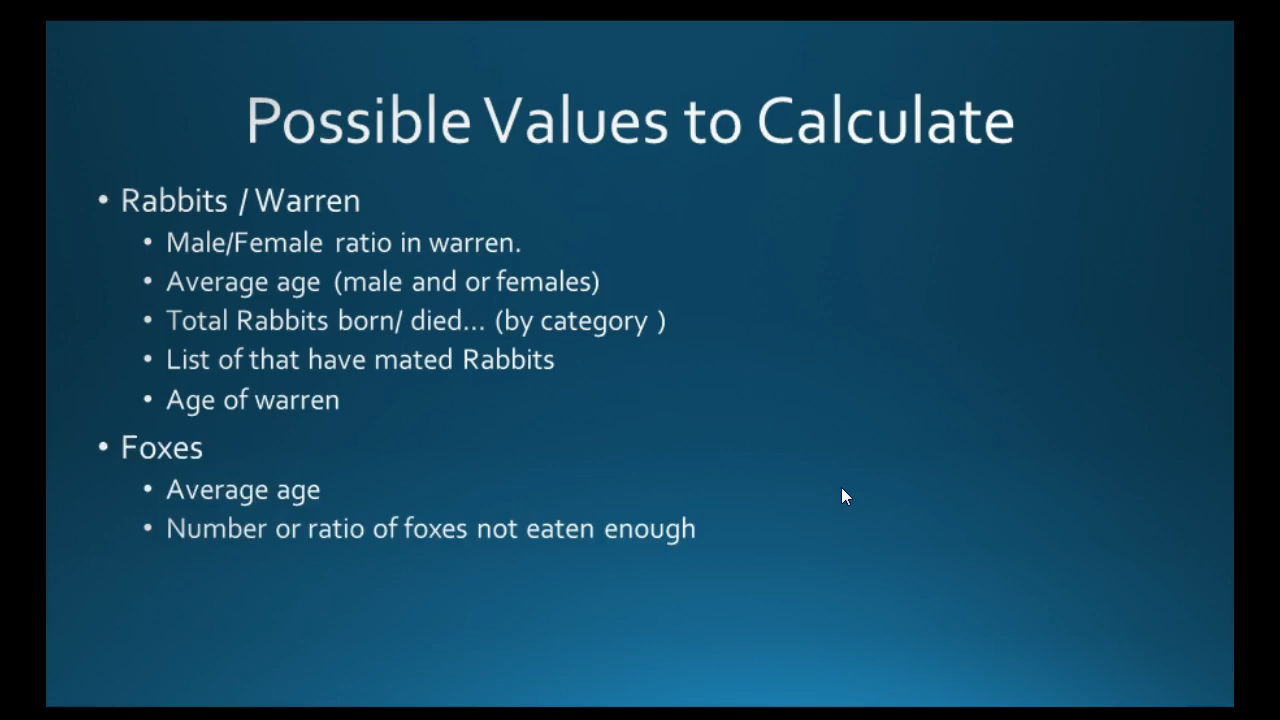 Possible Values to Calculate
• Rabbits / Warren
• Male/Female ratio in warren.
• Average age (male and or females)
• Total Rabbits born/ died... (by category )
• List of that have mated Rabbits
• Age of warren
• Foxes
• Average age
• Number or ratio of foxes not eaten enough